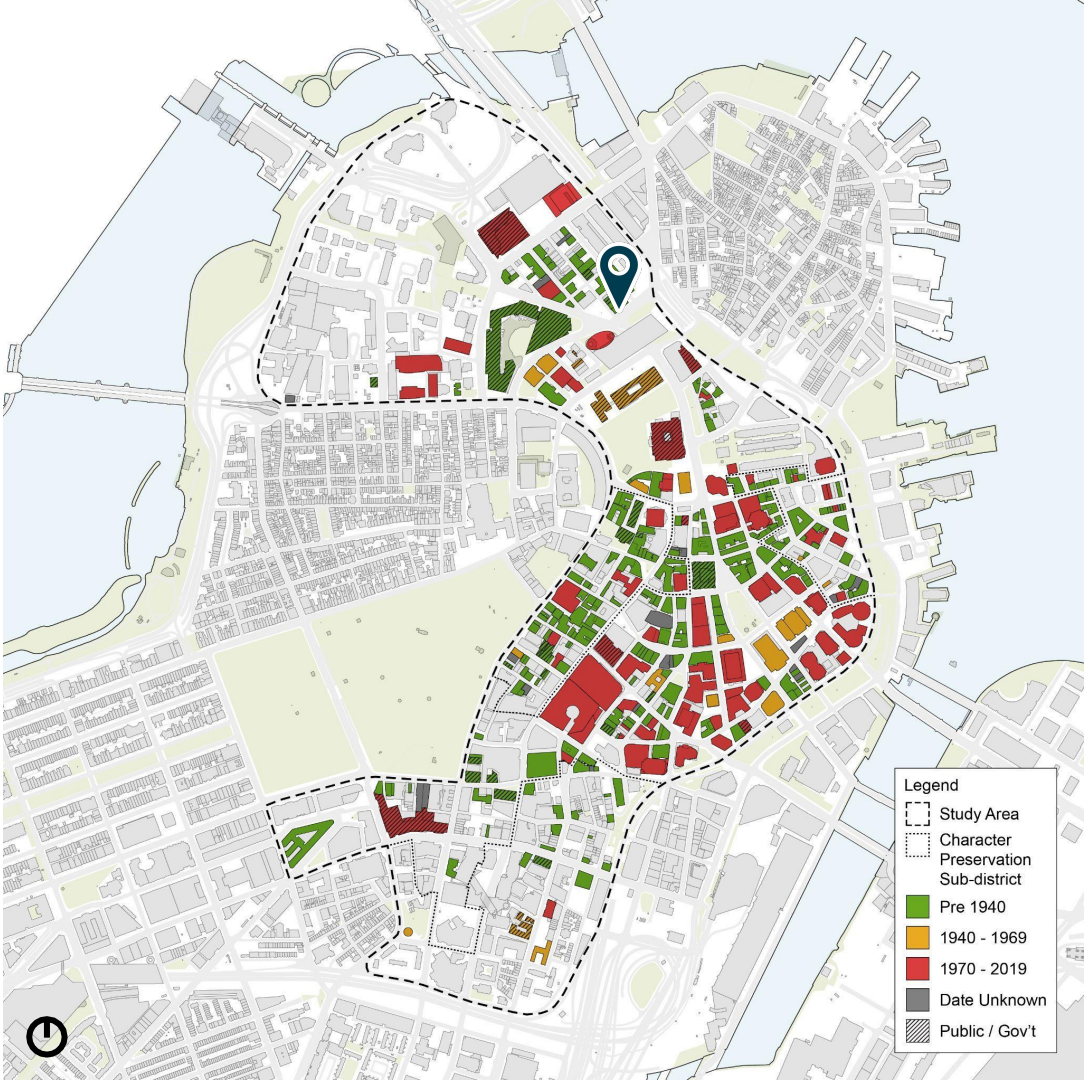 Legend
Study Area
Character
Preservation
Sub-district
Pre 1940
1940 - 1969
1970 - 2019
Date Unknown
Public / Gov't